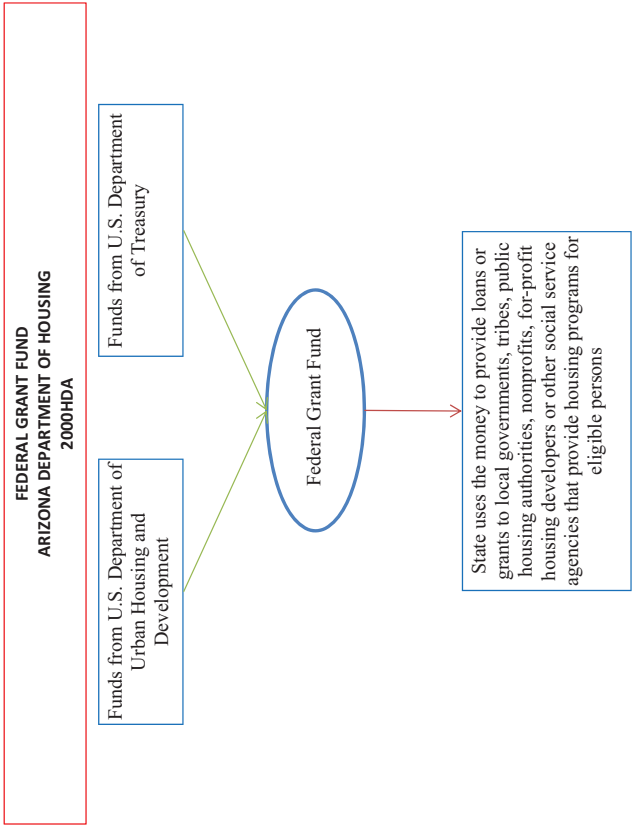 FEDERAL GRANT FUND
ARIZONA DEPARTMENT OF HOUSING
2000HDA
Funds from U.S. Department of
Urban Housing and
Development
Funds from U.S. Department
of Treasury
Federal Grant Fund
State uses the money to provide loans or
grants to local governments, tribes, public
housing authorities, nonprofits, for-profit
housing developers or other social service
agencies that provide housing programs for
eligible persons